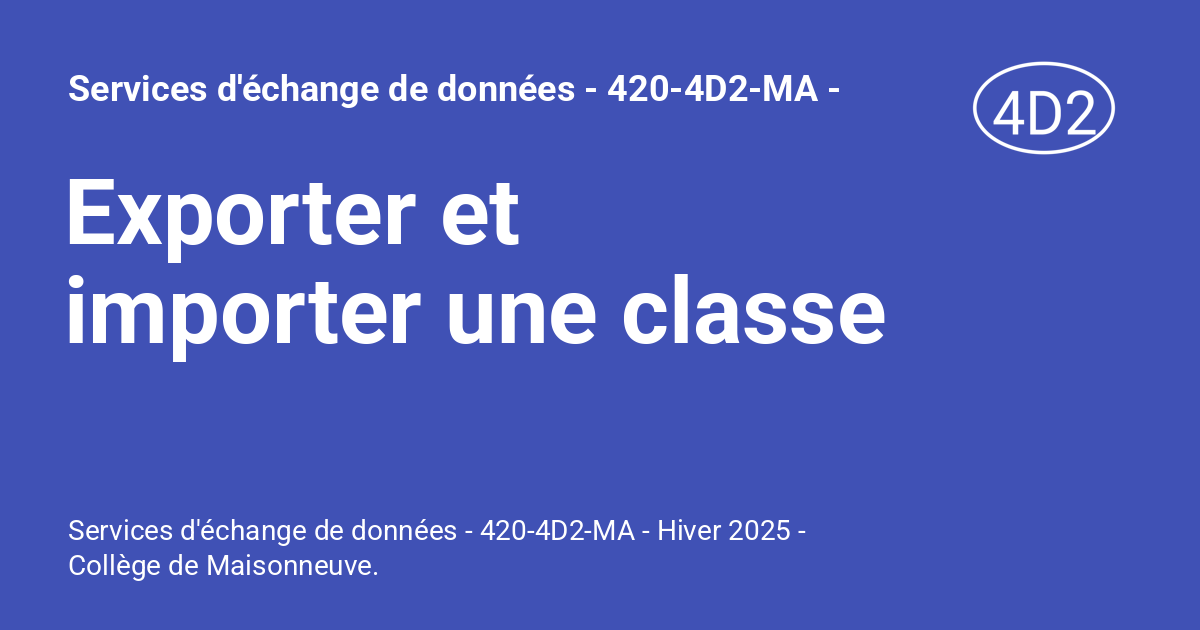 Services d'échange de données - 420-4D2-MA -
4D2
Exporter et
importer une classe
Services d'échange de données - 420-4D2-MA - Hiver 2025 -
Collège de Maisonneuve.